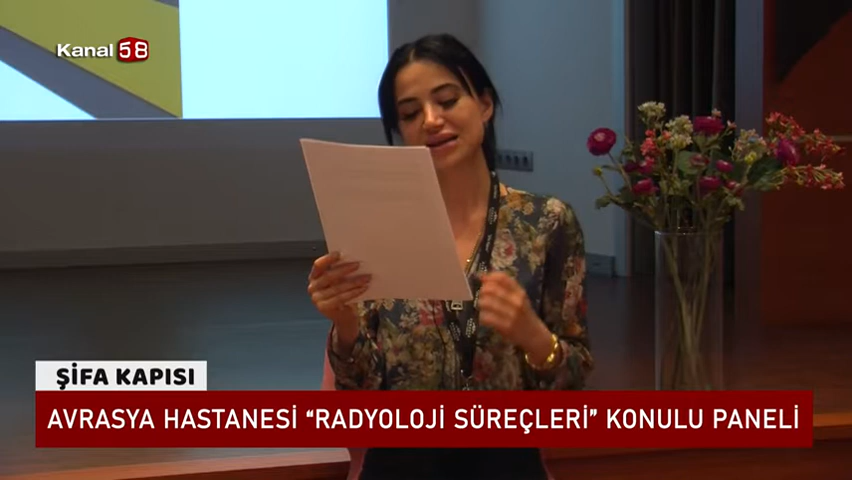 Kanal 58
ŞİFA KAPISI
AVRASYA HASTANESİ “RADYOLOJİ SÜREÇLERİ” KONULU PANELİ